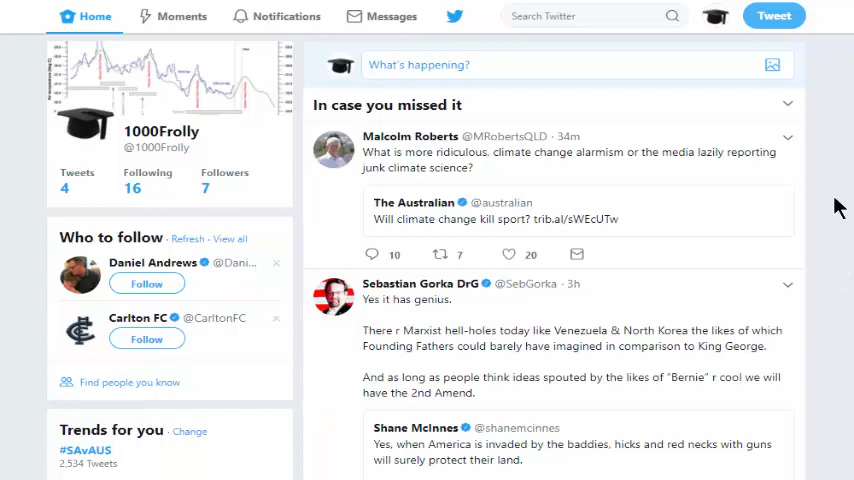 Home
Moments
Notifications
Messages
Search Twitter
Tweet
What's happening?
In case you missed it
1000Frolly
@1000Frolly
Tweets
Following
Followers
4
16
7
Who to follow · Refresh · View all
Daniel Andrews @Dani...
Follow
Carlton FC @CarltonFC
Follow
Find people you know
Trends for you · Change
#SAvAUS
2,534 Tweets
Malcolm Roberts @MRobertsQLD · 34m
What is more ridiculous, climate change alarmism or the media lazily reporting
junk climate science?
The Australian @australian
Will climate change kill sport? trib.al/sWEcUTw
10
7
20
Sebastian Gorka DrG @SebGorka · 3h
Yes it has genius.
There r Marxist hell-holes today like Venezuela & North Korea the likes of which
Founding Fathers could barely have imagined in comparison to King George.
And as long as people think ideas spouted by the likes of "Bernie" r cool we will
have the 2nd Amend.
Shane McInnes @shanemcinnes
Yes, when America is invaded by the baddies, hicks and red necks with guns
will surely protect their land.